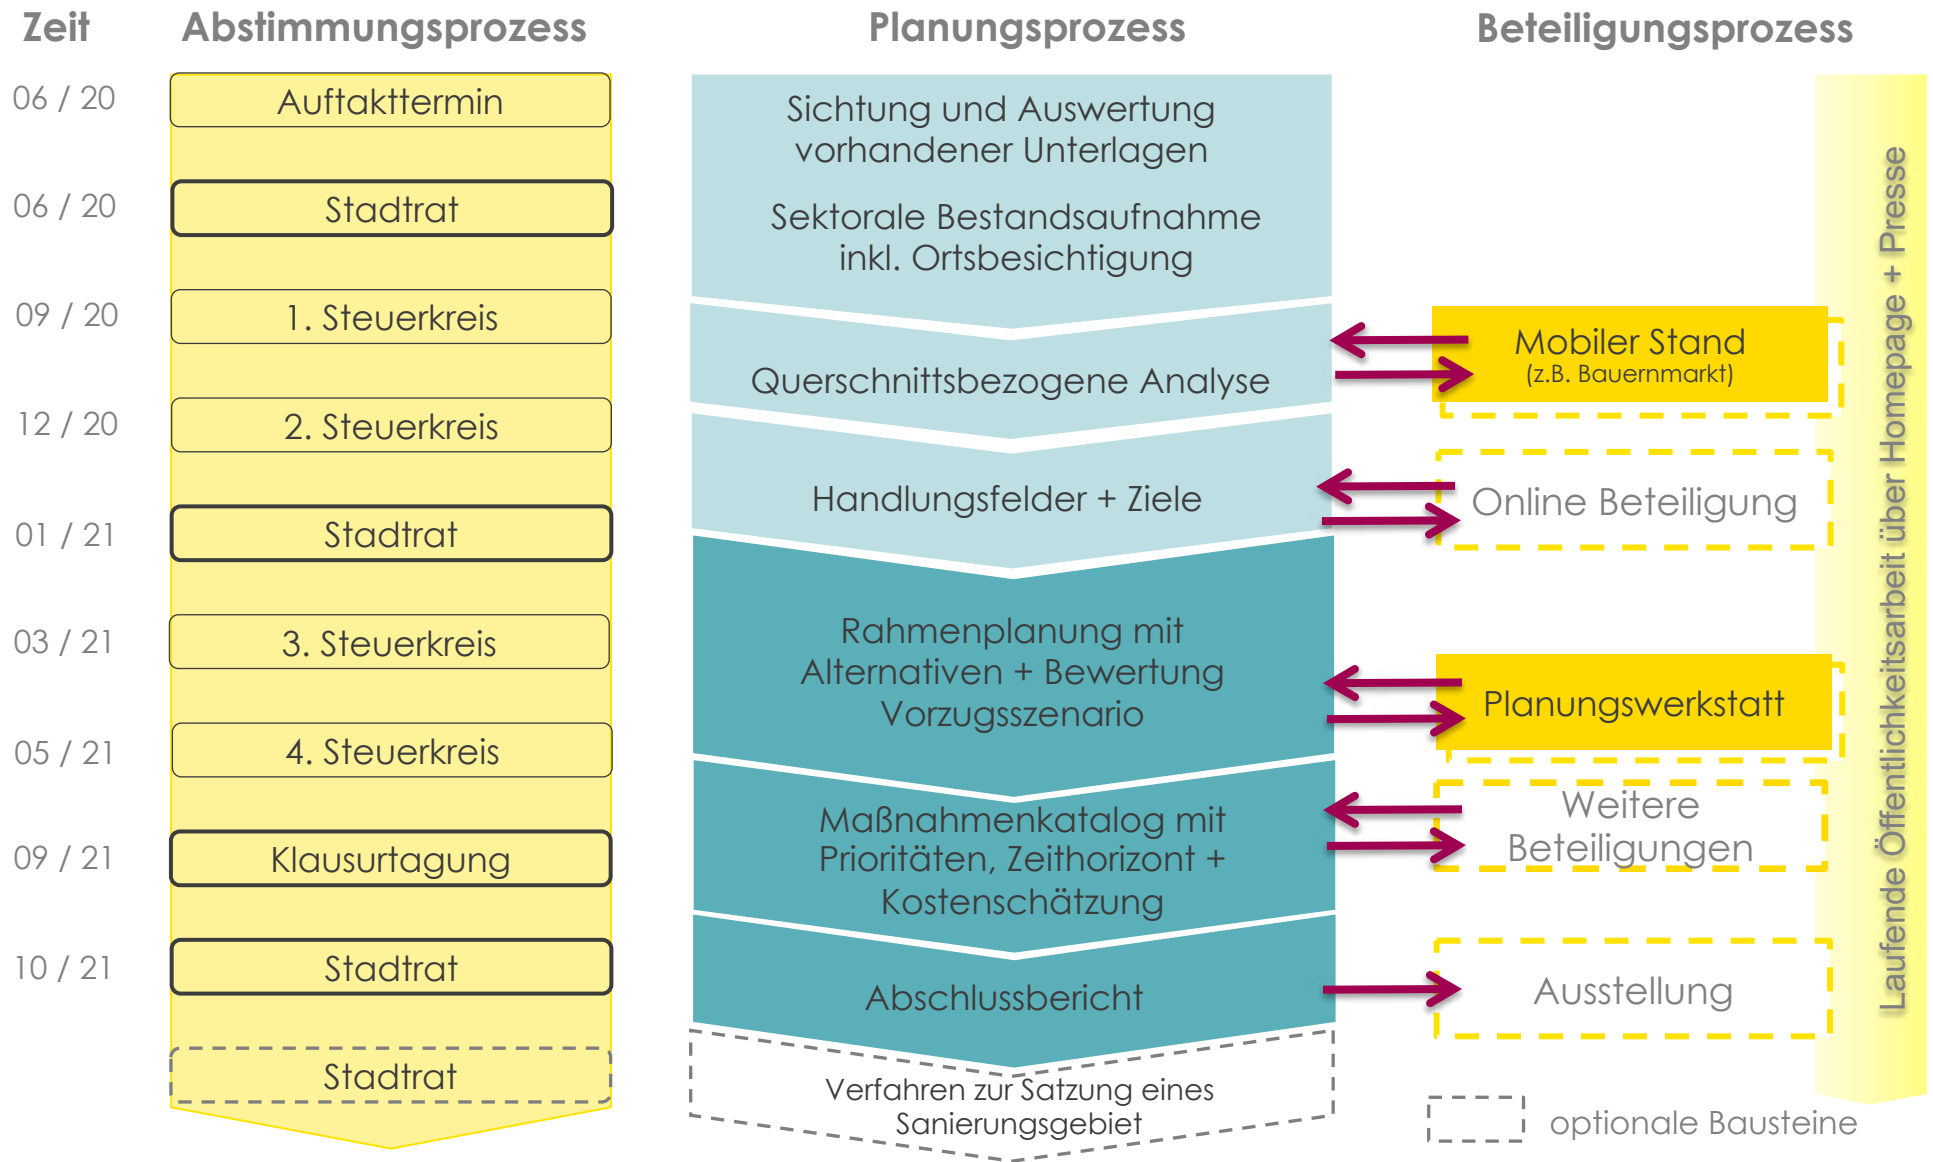 Zeit
Abstimmungsprozess
Planungsprozess
Beteiligungsprozess
06 / 20
Auftakttermin
06 / 20
Stadtrat
09 / 20
1. Steuerkreis
12 / 20
2. Steuerkreis
01 / 21
Stadtrat
03 / 21
3. Steuerkreis
05 / 21
4. Steuerkreis
09 / 21
Klausurtagung
10 / 21
Stadtrat
Stadtrat
Sichtung und Auswertung
vorhandener Unterlagen
Sektorale Bestandsaufnahme
inkl. Ortsbesichtigung
Querschnittsbezogene Analyse
Handlungsfelder + Ziele
Rahmenplanung mit
Alternativen + Bewertung
Vorzugsszenario
Maßnahmenkatalog mit
Prioritäten, Zeithorizont +
Kostenschätzung
Abschlussbericht
Verfahren zur Satzung eines
Sanierungsgebiet
Mobiler Stand
(z.B. Bauernmarkt)
Online Beteiligung
Planungswerkstatt
Weitere
Beteiligungen
Ausstellung
optionale Bausteine
Laufende Öffentlichkeitsarbeit über Homepage + Presse